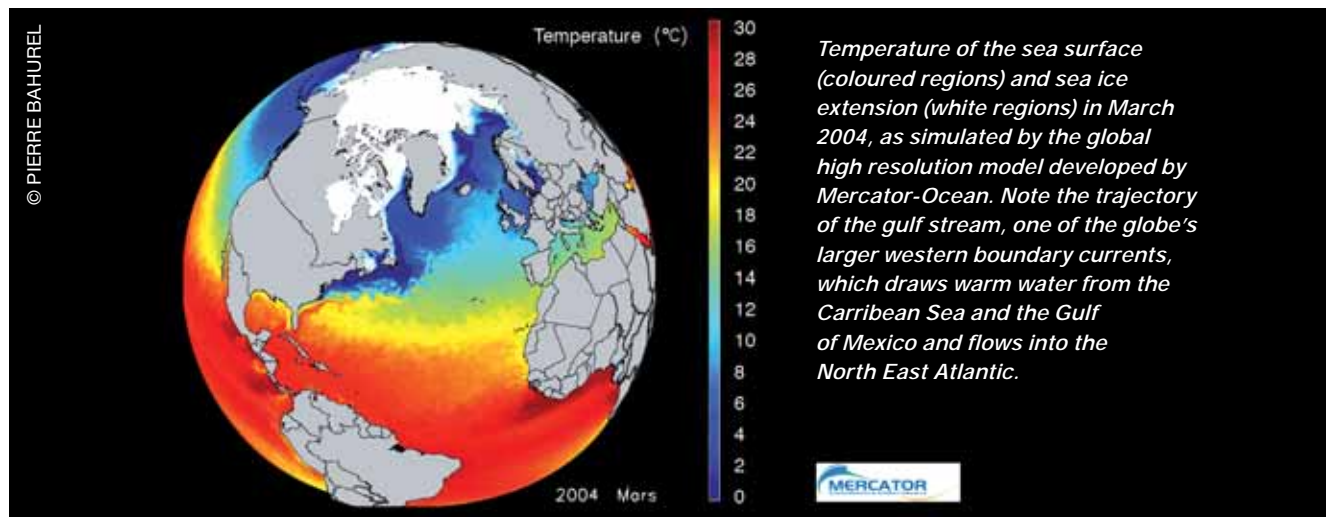 © PIERRE BAHUREL
Temperature (°C)
30
28
26
24
22
20
18
16
14
12
10
8
6
4
2
0
2004 Mars
Temperature of the sea surface
(coloured regions) and sea ice
extension (white regions) in March
2004, as simulated by the global
high resolution model developed by
Mercator-Ocean. Note the trajectory
of the gulf stream, one of the globe's
larger western boundary currents,
which draws warm water from the
Carribean Sea and the Gulf
of Mexico and flows into the
North East Atlantic.
MERCATOR